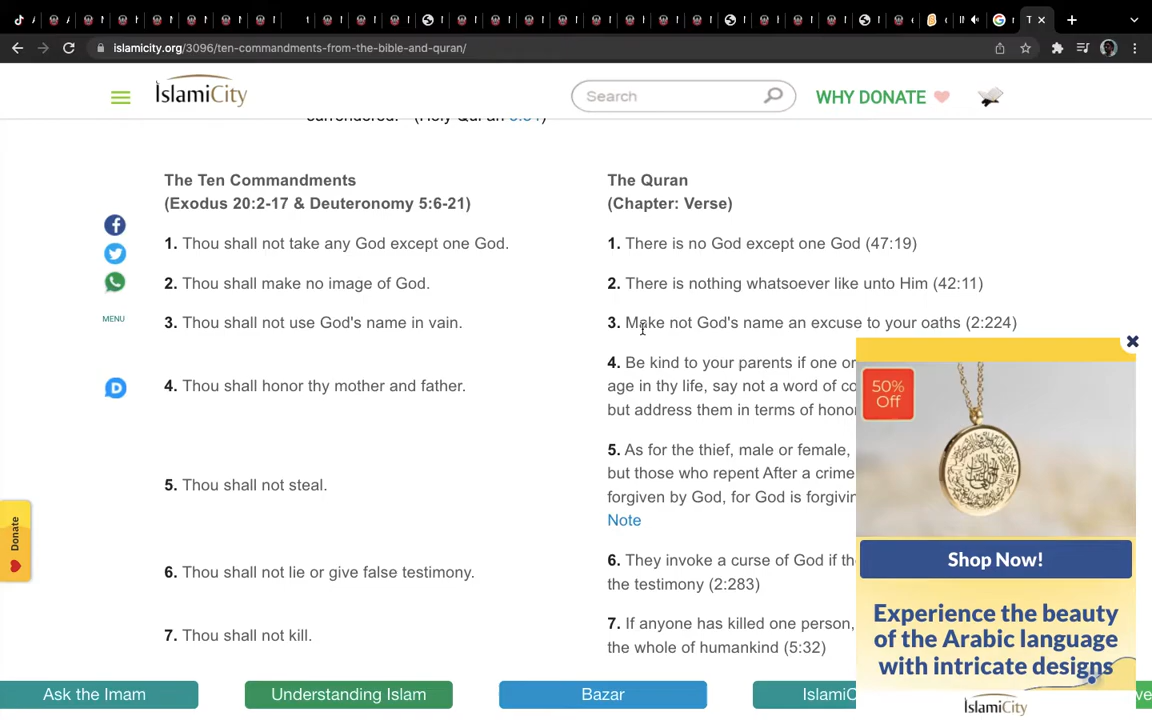 islamicity.org/3096/ten-commandments-from-the-bible-and-quran/
IslamiCity
Search
WHY DONATE
The Ten Commandments
(Exodus 20:2-17 & Deuteronomy 5:6-21)
1. Thou shall not take any God except one God.
2. Thou shall make no image of God.
3. Thou shall not use God's name in vain.
4. Thou shall honor thy mother and father.
5. Thou shall not steal.
6. Thou shall not lie or give false testimony.
7. Thou shall not kill.
The Quran
(Chapter: Verse)
1. There is no God except one God (47:19)
2. There is nothing whatsoever like unto Him (42:11)
3. Make not God's name an excuse to your oaths (2:224)
4. Be kind to your parents if one or
age in thy life, say not a word of co
but address them in terms of honor
5. As for the thief, male or female,
but those who repent After a crime
forgiven by God, for God is forgivin
Note
6. They invoke a curse of God if the
the testimony (2:283)
7. If anyone has killed one person,
the whole of humankind (5:32)
MENU
Donate
50%
Off
Shop Now!
Experience the beauty
of the Arabic language
with intricate designs
IslamiCity
Ask the Imam
Understanding Islam
Bazar
IslamiC